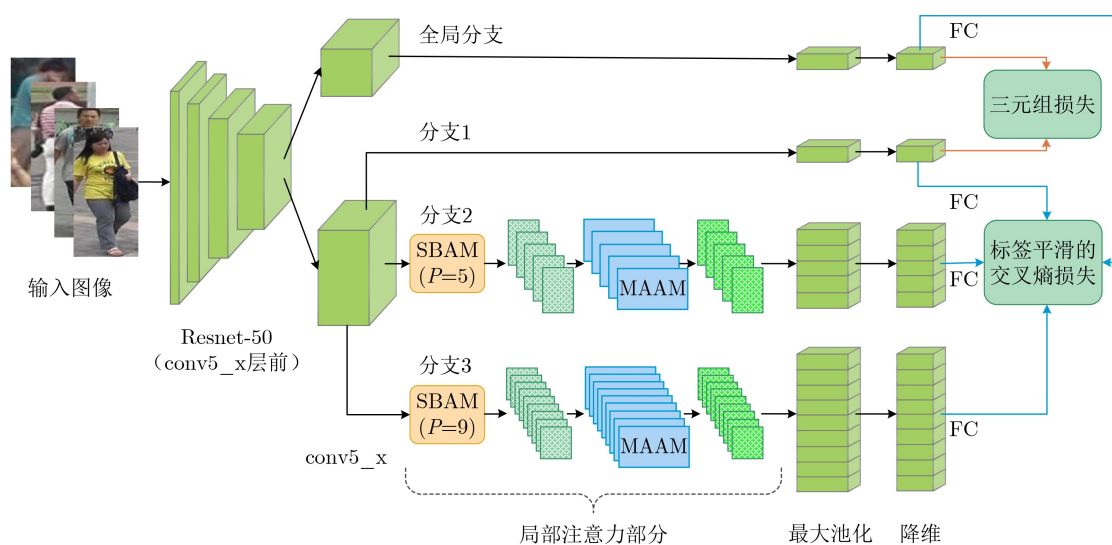 全局分支
FC
三元组损失
分支1
FC
输入图像
分支2
SBAM
(P=5)
MAAM
FC
标签平滑的
交叉熵损失
Resnet-50
（conv5_x层前）
分支3
SBAM
(P=9)
MAAM
FC
conv5_x
局部注意力部分
最大池化
降维